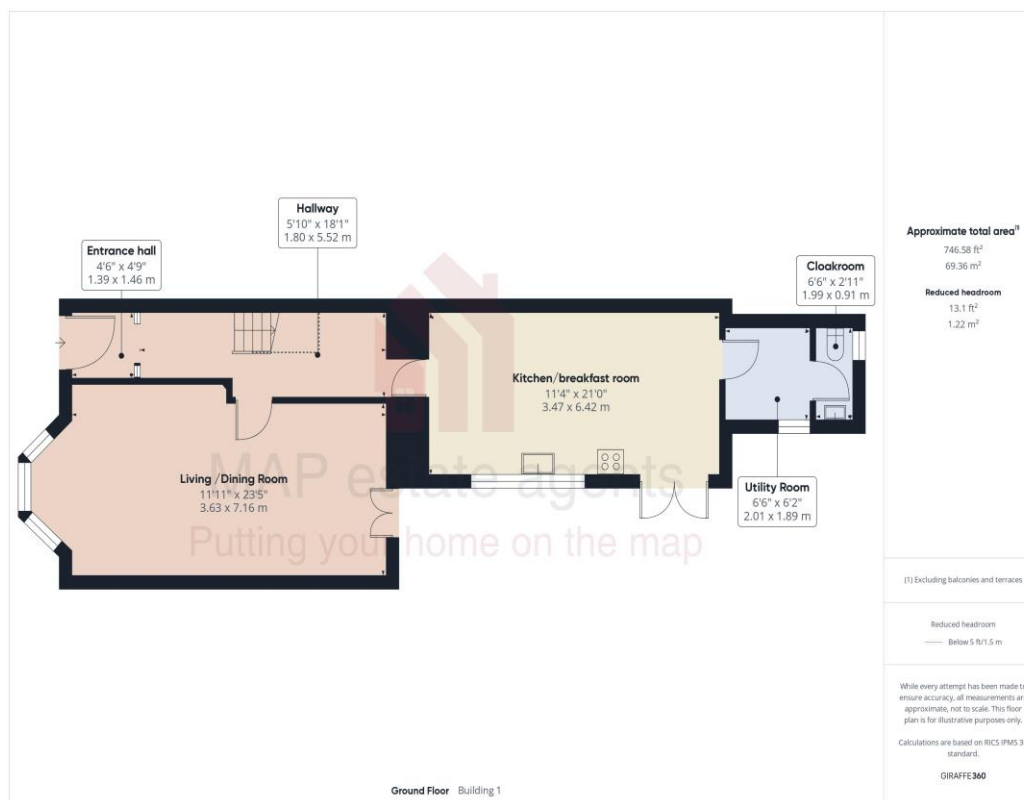 Hallway
5'10" x 18'1"
1.80 x 5.52 m
Entrance hall
4'6" x 4'9"
1.39 x 1.46 m
Cloakroom
6'6" x 2'11"
1.99 x 0.91 m
Kitchen/breakfast room
11'4" x 21'0"
3.47 x 6.42 m
Living /Dining Room
11'11" x 23'5"
3.63 x 7.16 m
Utility Room
6'6" x 6'2"
2.01 x 1.89 m
MAP estate agents
Putting your home on the map
Ground Floor Building 1
Approximate total area(1)
746.58 ft²
69.36 m²
Reduced headroom
13.1 ft²
1.22 m²
(1) Excluding balconies and terraces
Reduced headroom
Below 5 ft/1.5 m
While every attempt has been made to
ensure accuracy, all measurements are
approximate, not to scale. This floor
plan is for illustrative purposes only.
Calculations are based on RICS IPMS 3
standard.
GIRAFFE360